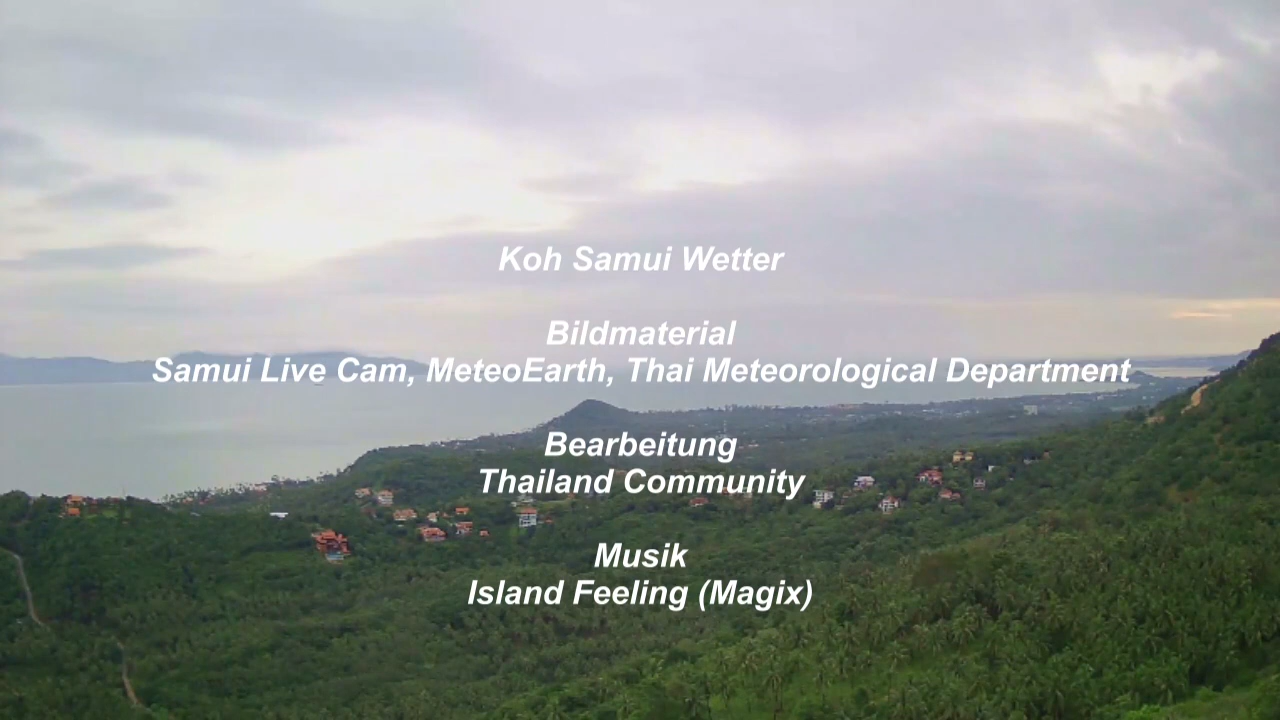 Koh Samui Wetter
Bildmaterial
Samui Live Cam, MeteoEarth, Thai Meteorological Department
Bearbeitung
Thailand Community
Musik
Island Feeling (Magix)